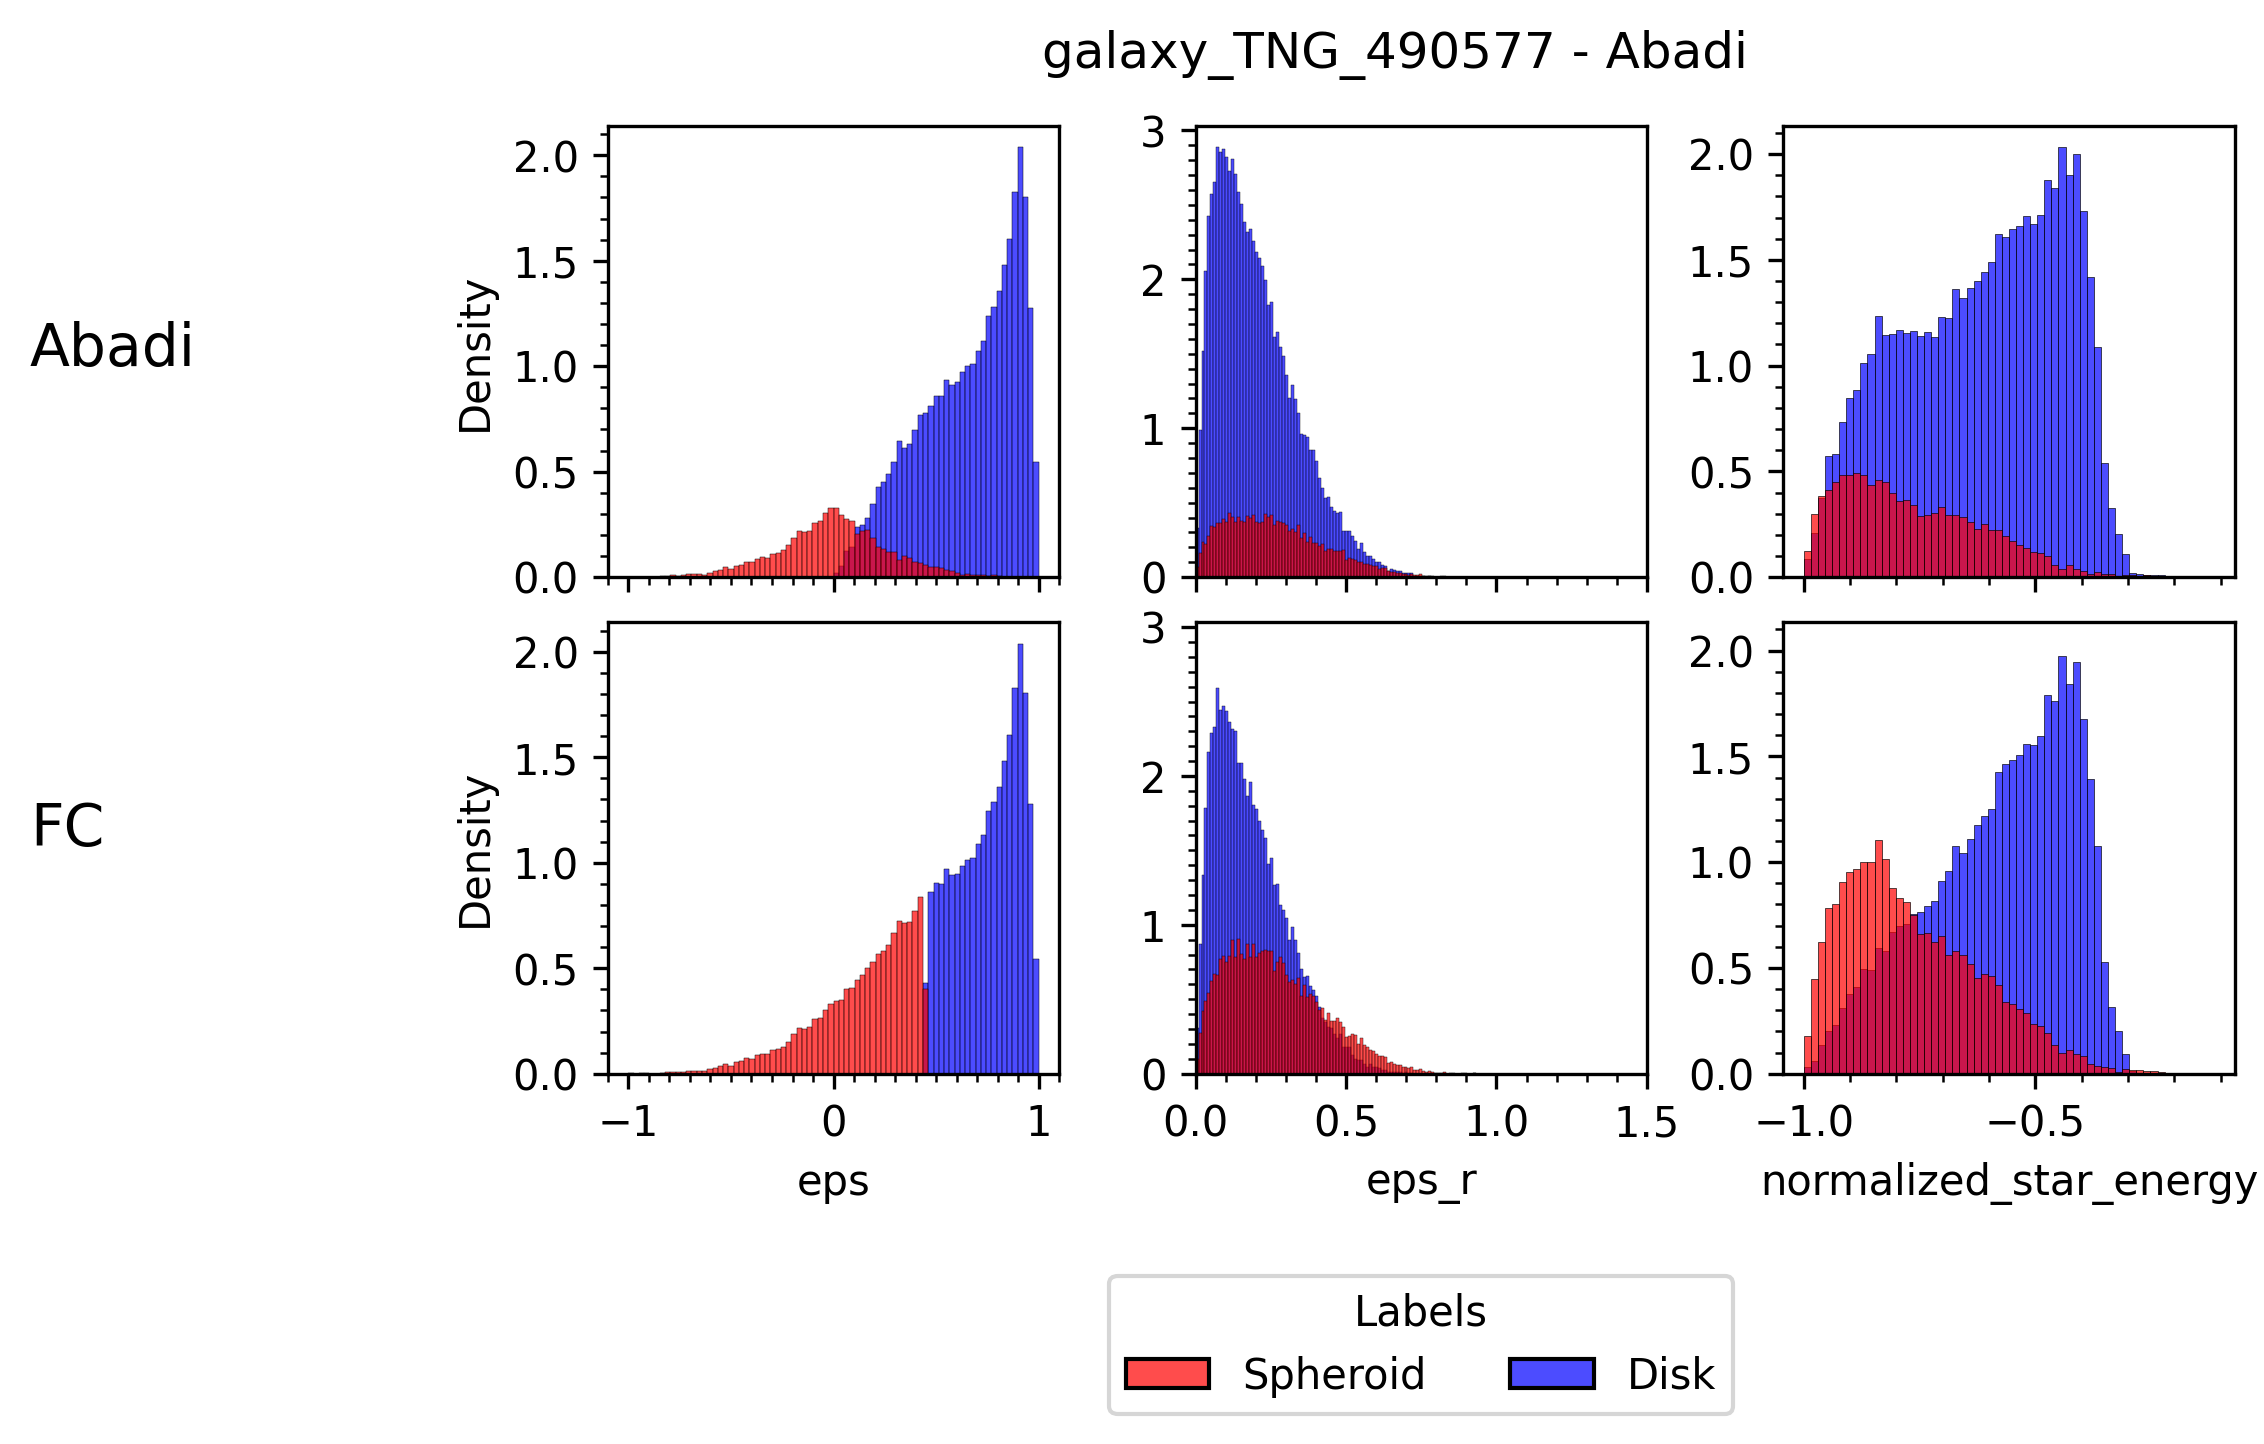 galaxy_TNG_490577 - Abadi
Abadi
Density
2.0
1.5
1.0
0.5
0.0
3
2
1
0
2.0
1.5
1.0
0.5
0.0
FC
Density
2.0
1.5
1.0
0.5
0.0
−1 0 1
eps
3
2
1
0
0.0 0.5 1.0 1.5
eps_r
2.0
1.5
1.0
0.5
0.0
−1.0 −0.5
normalized_star_energy
Labels
Spheroid Disk